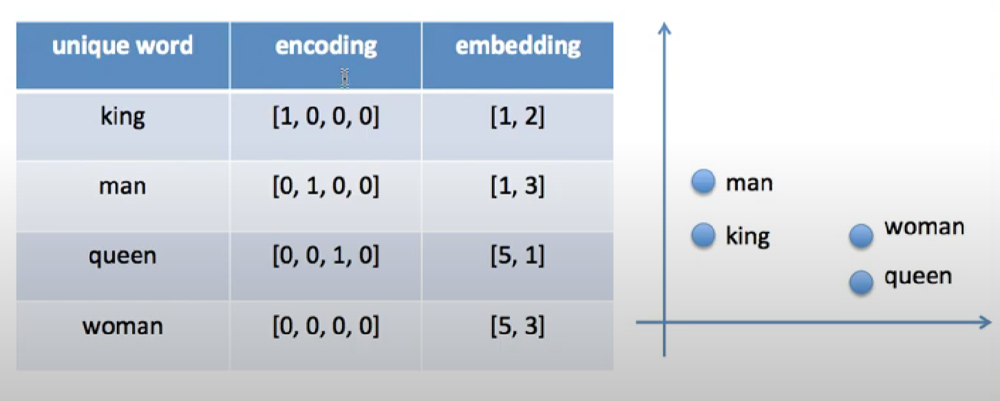 unique word encoding embedding
king [1, 0, 0, 0] [1, 2]
man [0, 1, 0, 0] [1, 3]
queen [0, 0, 1, 0] [5, 1]
woman [0, 0, 0, 0] [5, 3]
man
king
woman
queen